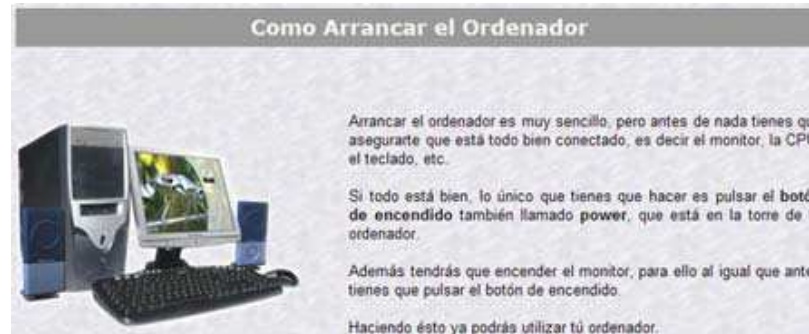 Como Arrancar el Ordenador
Arrancar el ordenador es muy sencillo, pero antes de nada tienes qu
asegurarte que está todo bien conectado, es decir el monitor, la CPU
el teclado, etc.
Si todo está bien, lo único que tienes que hacer es pulsar el botó
de encendido también llamado power, que está en la torre de
ordenador.
Además tendrás que encender el monitor, para ello al igual que ante
tienes que pulsar el botón de encendido.
Haciendo ésto ya podrás utilizar tú ordenador.